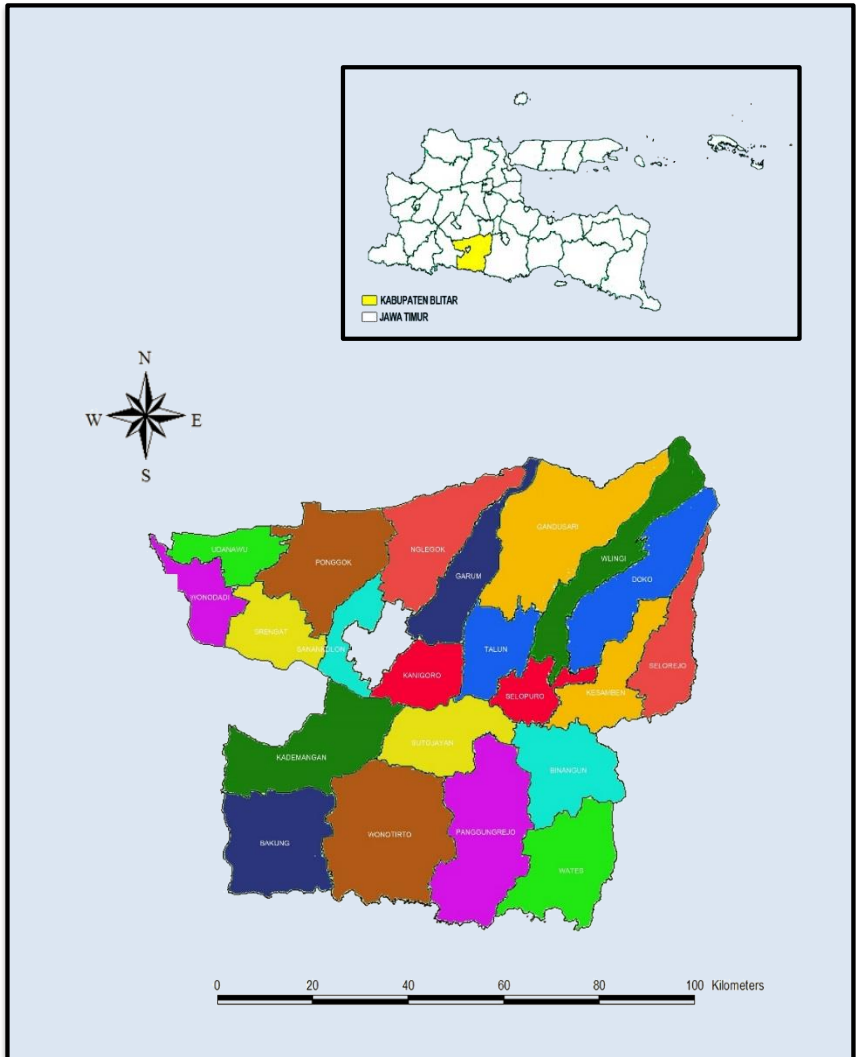 KABUPATEN BLITAR
JAWA TIMUR
N
W E
S
GANDUSARI
UDANAWU
NGLEGOK
WLINGI
PONGGOK
GARUM
DOKO
WONODADI
SRENGAT
SANANKULON
TALUN
SELOREJO
KANIGORO
SELOPURO
KESAMBEN
SUTOJAYAN
KADEMANGAN
BINANGUN
BAKUNG
WONOTIRTO
PANGGUNGREJO
WATES
0 20 40 60 80 100 Kilometers